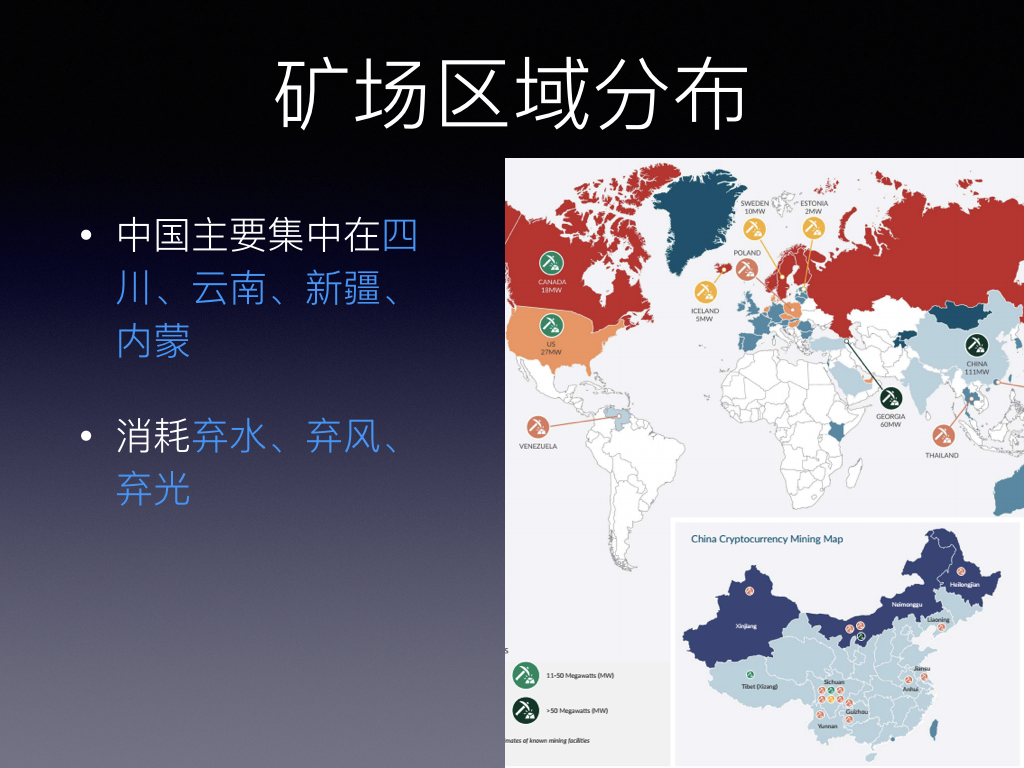 矿场区域分布
• 中国主要集中在四
川、云南、新疆、
内蒙
• 消耗弃水、弃风、
弃光
SWEDEN
10MW
ESTONIA
2MW
POLAND
CANADA
18MW
ICELAND
5MW
US
27MW
CHINA
111MW
GEORGIA
60MW
VENEZUELA
THAILAND
China Cryptocurrency Mining Map
Heilongjian
Neimonggu
Xinjiang
Liaoning
S
11-50 Megawatts (MW)
Jiansu
Tibet (Xizang)
Sichuan
Anhui
>50 Megawatts (MW)
Guizhou
Yunnan
mates of known mining facilities